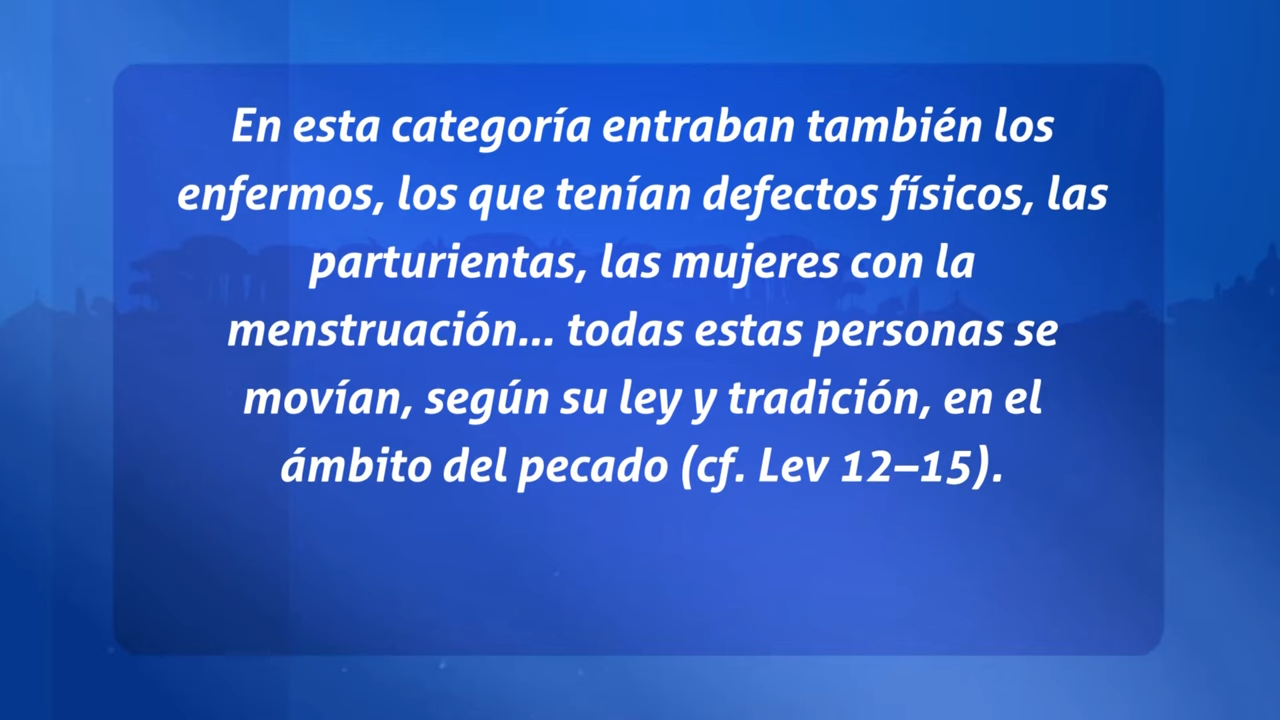 En esta categoría entraban también los
enfermos, los que tenían defectos físicos, las
parturientas, las mujeres con la
menstruación... todas estas personas se
movían, según su ley y tradición, en el
ámbito del pecado (cf. Lev 12–15).